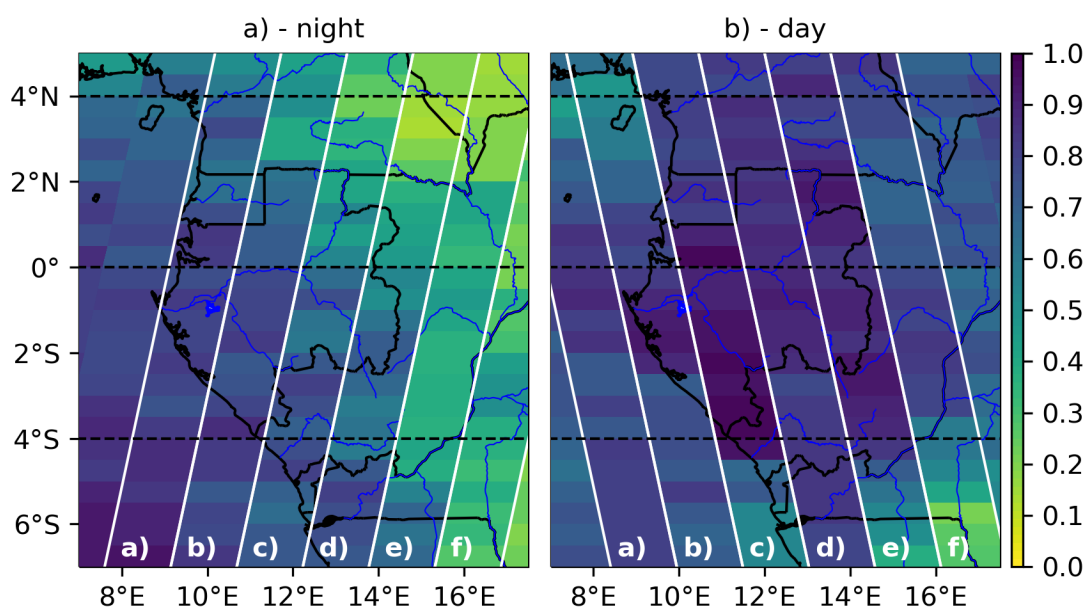 a) - night
b) - day
4°N
2°N
0°
2°S
4°S
6°S
a)
b)
c)
d)
e)
f)
a)
b)
c)
d)
e)
f)
8°E
10°E
12°E
14°E
16°E
8°E
10°E
12°E
14°E
16°E
1.0
0.9
0.8
0.7
0.6
0.5
0.4
0.3
0.2
0.1
0.0